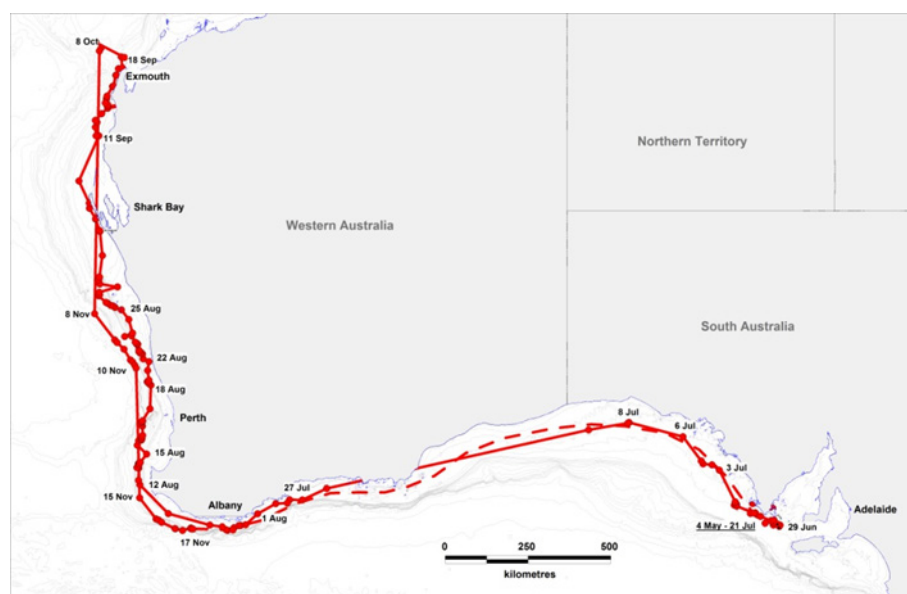 8 Oct
18 Sep
Exmouth
11 Sep
Northern Territory
Shark Bay
Western Australia
25 Aug
8 Nov
South Australia
22 Aug
10 Nov
18 Aug
Perth
8 Jul
6 Jul
15 Aug
3 Jul
12 Aug
27 Jul
15 Nov
Albany
1 Aug
Adelaide
4 May - 21 Jul
29 Jun
17 Nov
0 250 500
kilometres